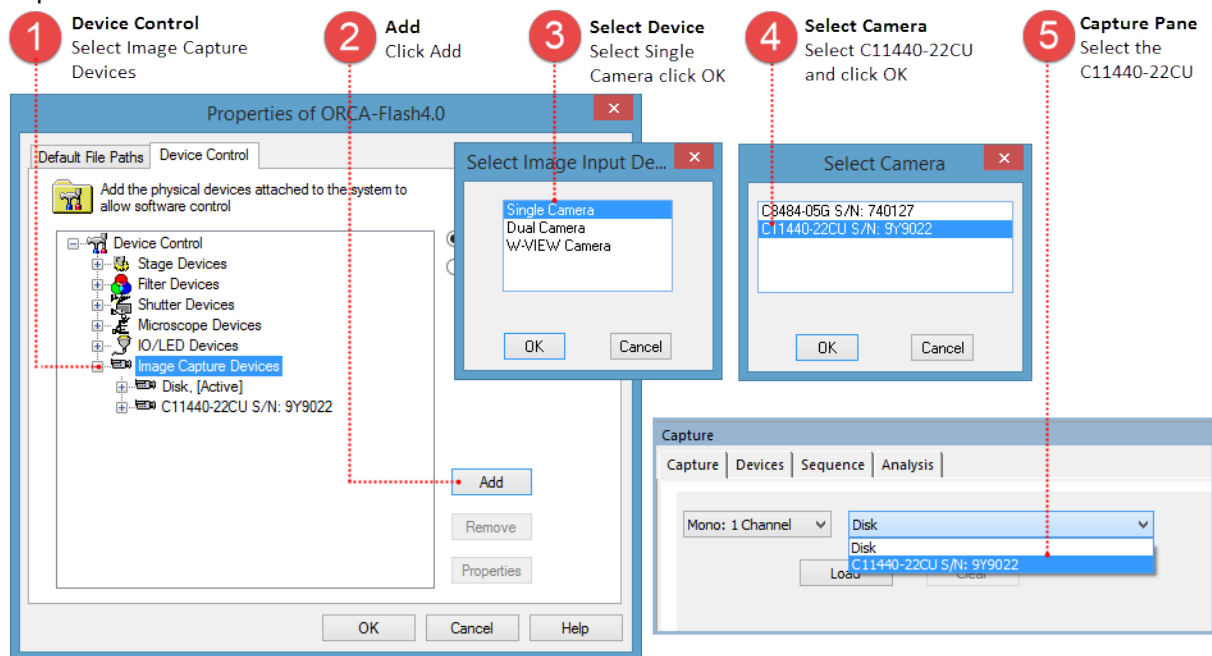 1
Device Control
Select Image Capture
Devices
2
Add
Click Add
3
Select Device
Select Single
Camera click OK
4
Select Camera
Select C11440-22CU
and click OK
5
Capture Pane
Select the
C11440-22CU
Properties of ORCA-Flash4.0
Default File Paths
Device Control
Add the physical devices attached to the system to
allow software control
Device Control
Stage Devices
Filter Devices
Shutter Devices
Microscope Devices
IO/LED Devices
Image Capture Devices
Disk, [Active]
C11440-22CU S/N: 9Y9022
Add
Remove
Properties
OK
Cancel
Help
Select Image Input De...
Single Camera
Dual Camera
W-VIEW Camera
OK
Cancel
Select Camera
C8484-05G S/N: 740127
C11440-22CU S/N: 9Y9022
OK
Cancel
Capture
Capture
Devices
Sequence
Analysis
Mono: 1 Channel
Disk
Disk
C11440-22CU S/N: 9Y9022
Load
Clear